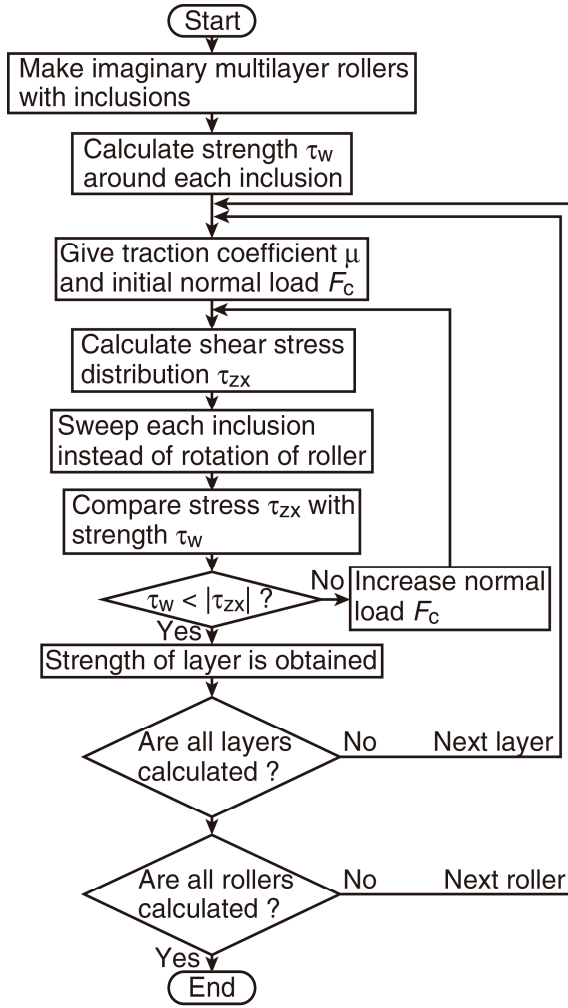 Start
Make imaginary multilayer rollers
with inclusions
Calculate strength τw
around each inclusion
Give traction coefficient μ
and initial normal load Fc
Calculate shear stress
distribution τzx
Sweep each inclusion
instead of rotation of roller
Compare stress τzx with
strength τw
τw < |τzx| ?
No
Increase normal
load Fc
Yes
Strength of layer is obtained
Are all layers
calculated ?
No
Next layer
Are all rollers
calculated ?
No
Next roller
Yes
End